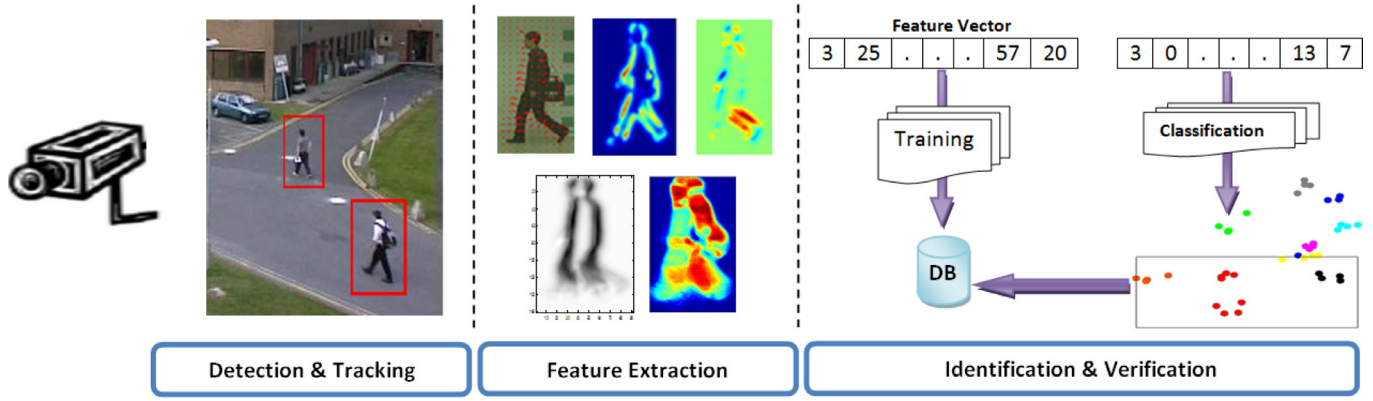 Feature Vector
3 25 . . . 57 20
3 0 . . . 13 7
Training
Classification
DB
Detection & Tracking
Feature Extraction
Identification & Verification